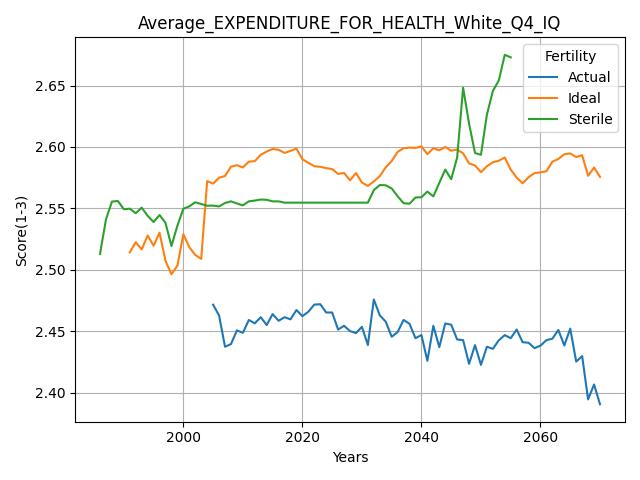 Average_EXPENDITURE_FOR_HEALTH_White_Q4_IQ
Fertility
Actual
Ideal
Sterile
Score(1-3)
2.65
2.60
2.55
2.50
2.45
2.40
2000
2020
2040
2060
Years